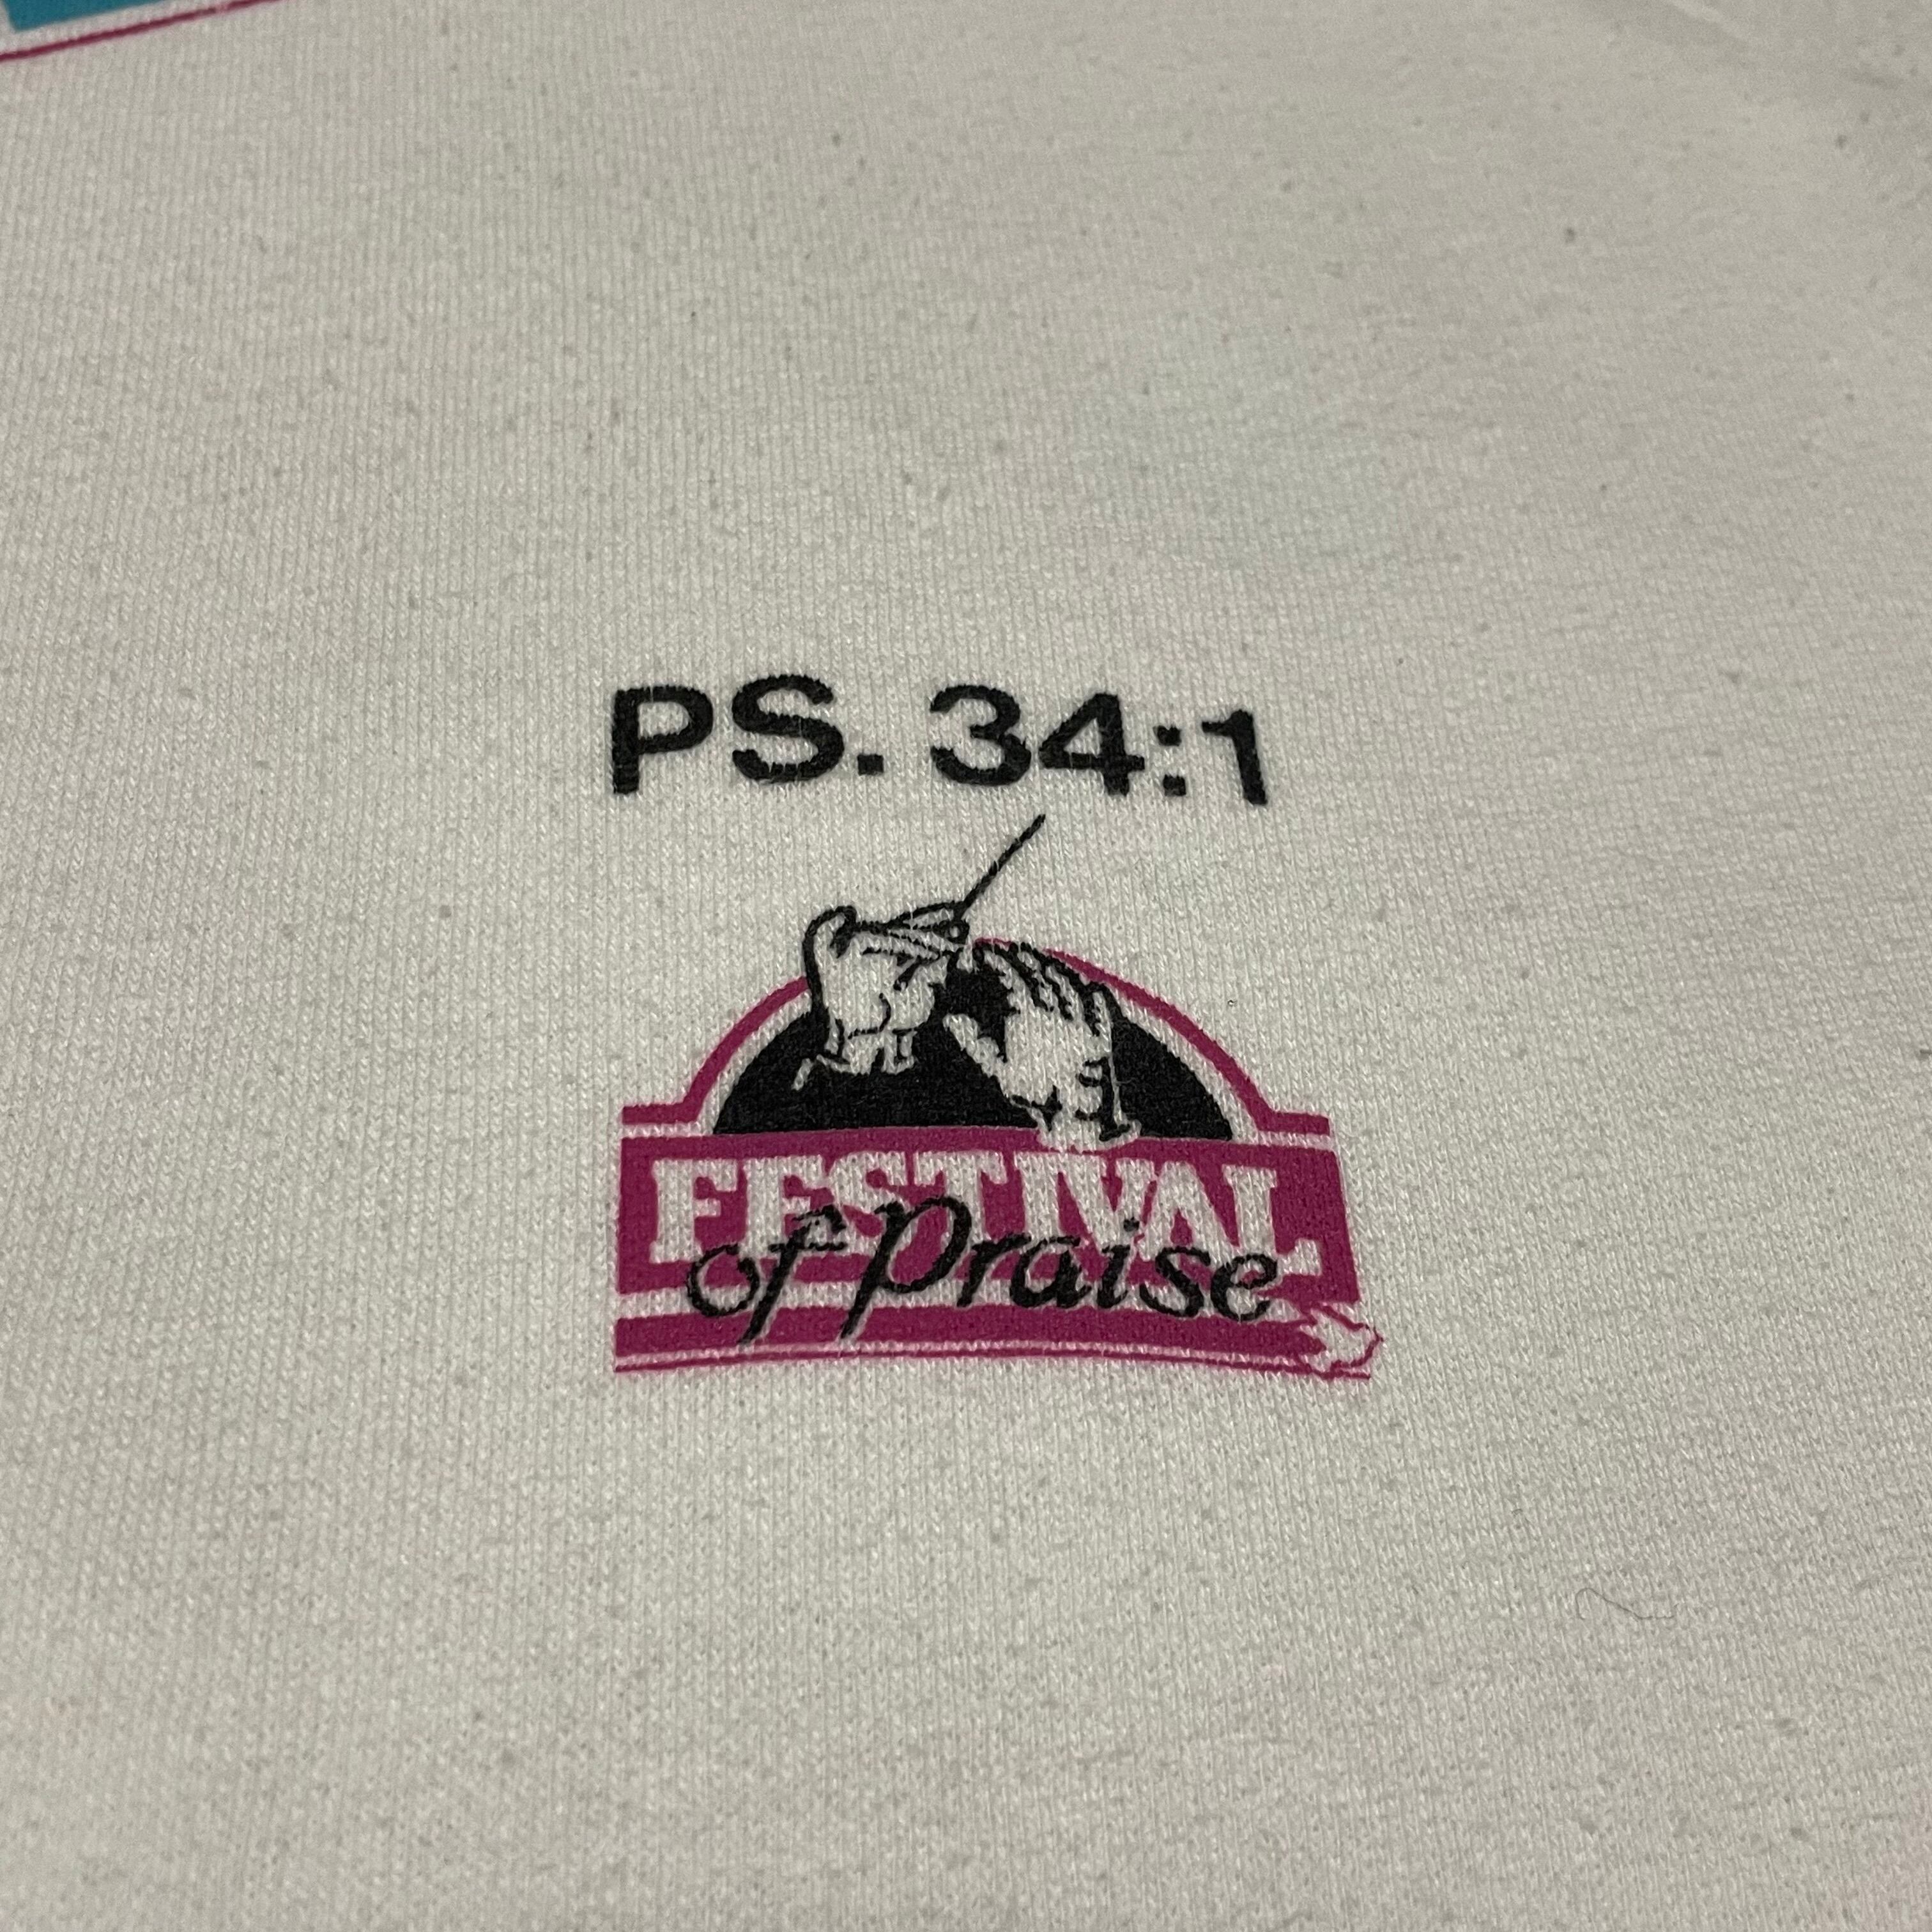 PS. 34:1
FESTIVAL
of Praise